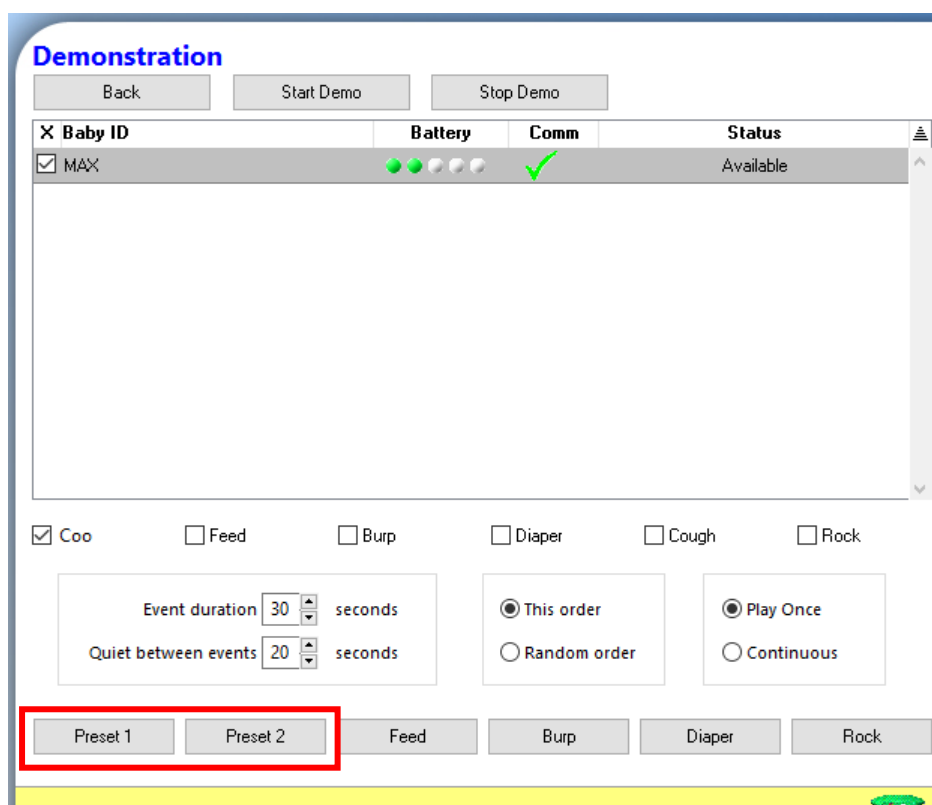 Demonstration
Back Start Demo Stop Demo
X Baby ID Battery Comm Status
MAX Available
Coo Feed Burp Diaper Cough Rock
Event duration 30 seconds This order Play Once
Quiet between events 20 seconds Random order Continuous
Preset 1 Preset 2 Feed Burp Diaper Rock